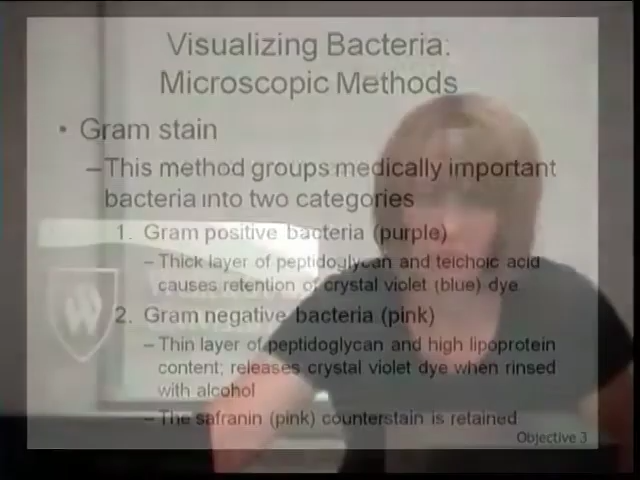 Visualizing Bacteria:
Microscopic Methods
• Gram stain
–This method groups medically important
bacteria into two categories
1. Gram positive bacteria (purple)
–Thick layer of peptidoglycan and teichoic acid
causes retention of crystal violet (blue) dye
2. Gram negative bacteria (pink)
–Thin layer of peptidoglycan and high lipoprotein
content; releases crystal violet dye when rinsed
with alcohol
–The safranin (pink) counterstain is retained
Objective 3